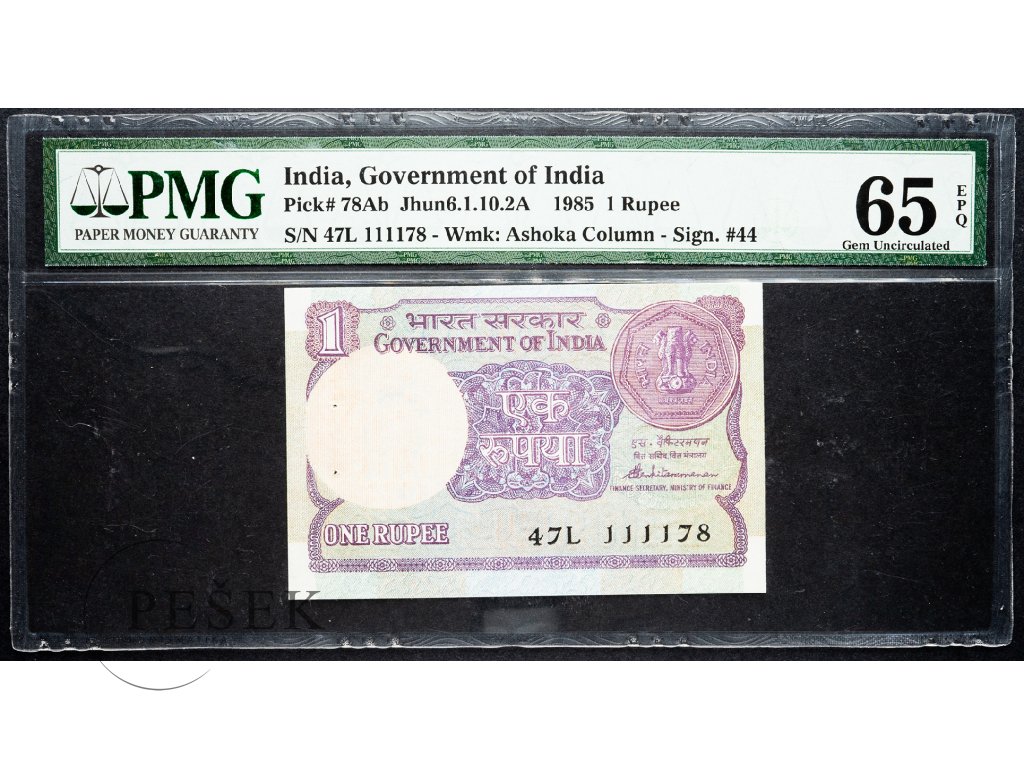 PMG
PAPER MONEY GUARANTY
India, Government of India
Pick# 78Ab Jhun6.1.10.2A 1985 1 Rupee
S/N 47L 111178 - Wmk: Ashoka Column - Sign. #44
65
EPQ
Gem Uncirculated
1
भारत सरकार
GOVERNMENT OF INDIA
रुपया INDIA
एक
रुपया
वित्त सचिव, वित्त मंत्रालय
FINANCE SECRETARY, MINISTRY OF FINANCE
ONE RUPEE
47L 111178
PEŠEK